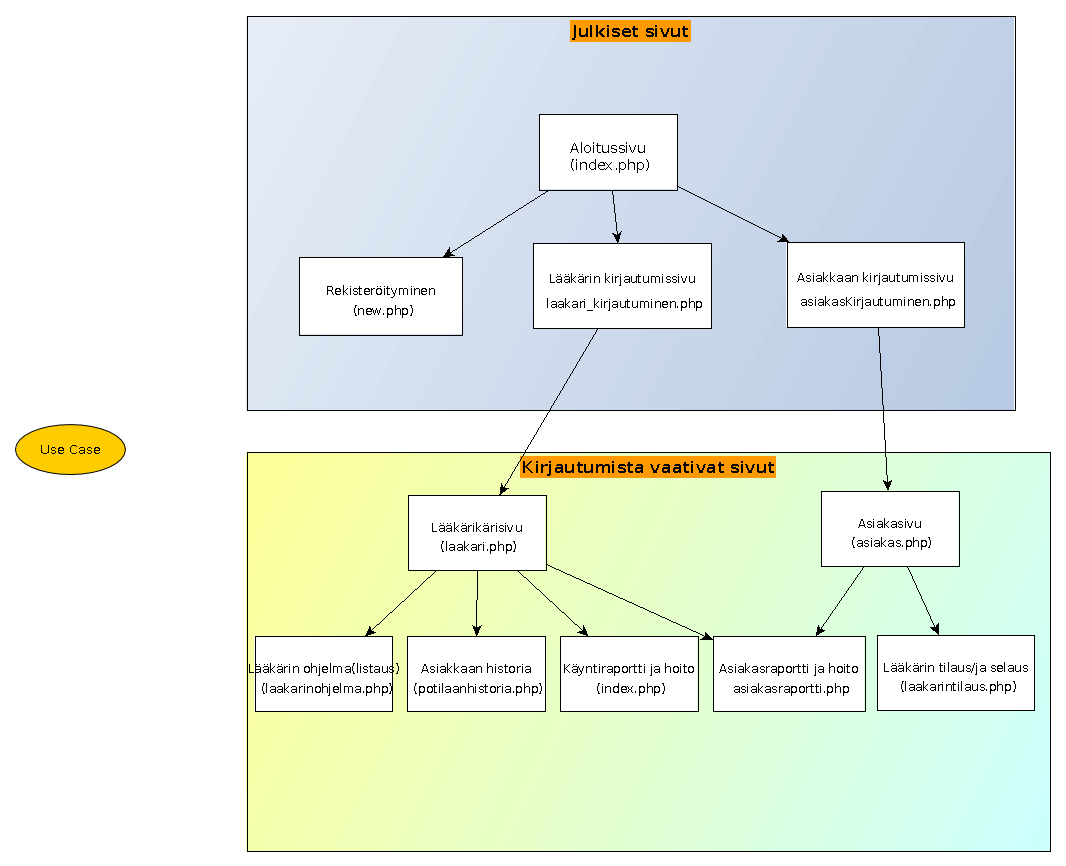 Julkiset sivut
Aloitussivu
(index.php)
Rekisteröityminen
(new.php)
Lääkärin kirjautumissivu
laakari_kirjautuminen.php
Asiakkaan kirjautumissivu
asiakasKirjautuminen.php
Use Case
Kirjautumista vaativat sivut
Lääkärikärisivu
(laakari.php)
Asiakasivu
(asiakas.php)
Lääkärin ohjelma(listaus)
(laakarinohjelma.php)
Asiakkaan historia
(potilaanhistoria.php)
Käyntiraportti ja hoito
(index.php)
Asiakasraportti ja hoito
asiakasraportti.php
Lääkärin tilaus/ja selaus
(laakarintilaus.php)